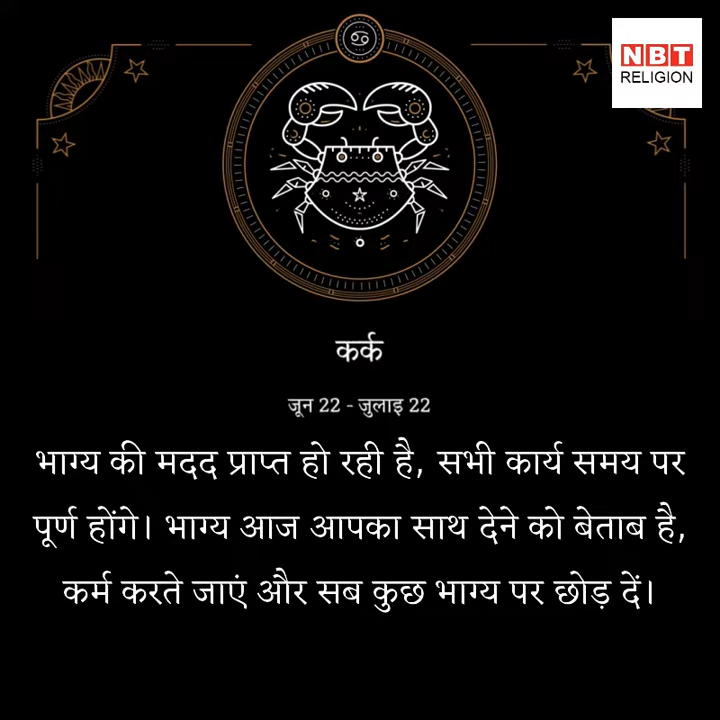 NBT
RELIGION
कर्क
जून 22 - जुलाइ 22
भाग्य की मदद प्राप्त हो रही है, सभी कार्य समय पर
पूर्ण होंगे। भाग्य आज आपका साथ देने को बेताब है,
कर्म करते जाएं और सब कुछ भाग्य पर छोड़ दें।